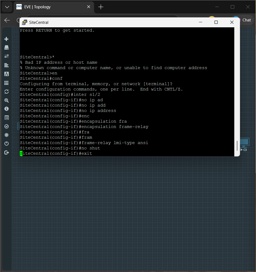 EVE | Topology
SiteCentral
Press RETURN to get started.
% Bad IP address or host name
% Unknown command or computer name, or unable to find computer address
SiteCentral>en
SiteCentral#conf
Configuring from terminal, memory, or network [terminal]?
Enter configuration commands, one per line. End with CNTL/Z.
SiteCentral(config)#inter s1/2
SiteCentral(config-if)#no ip ad
SiteCentral(config-if)#no ip add
SiteCentral(config-if)#no ip address
SiteCentral(config-if)#enc
SiteCentral(config-if)#encapsulation fra
SiteCentral(config-if)#encapsulation frame-relay
SiteCentral(config-if)#fra
SiteCentral(config-if)#fram
SiteCentral(config-if)#frame-relay lmi-type ansi
SiteCentral(config-if)#no shut
SiteCentral(config-if)#exit
Chat